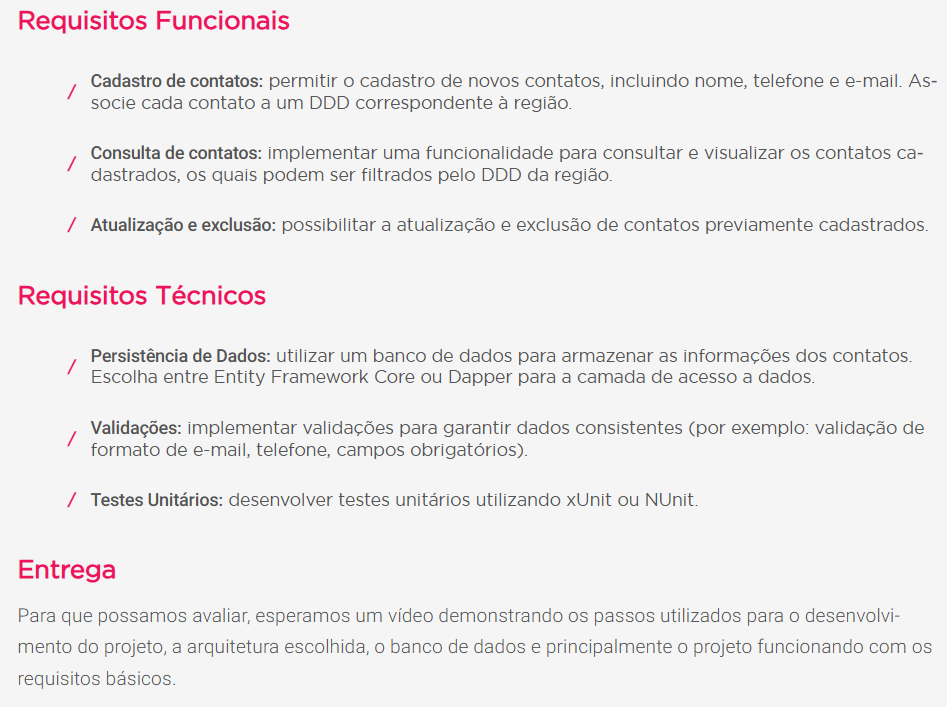 Requisitos Funcionais
/ Cadastro de contatos: permitir o cadastro de novos contatos, incluindo nome, telefone e e-mail. As-
socie cada contato a um DDD correspondente à região.
/ Consulta de contatos: implementar uma funcionalidade para consultar e visualizar os contatos ca-
dastrados, os quais podem ser filtrados pelo DDD da região.
/ Atualização e exclusão: possibilitar a atualização e exclusão de contatos previamente cadastrados.
Requisitos Técnicos
/ Persistência de Dados: utilizar um banco de dados para armazenar as informações dos contatos.
Escolha entre Entity Framework Core ou Dapper para a camada de acesso a dados.
/ Validações: implementar validações para garantir dados consistentes (por exemplo: validação de
formato de e-mail, telefone, campos obrigatórios).
/ Testes Unitários: desenvolver testes unitários utilizando xUnit ou NUnit.
Entrega
Para que possamos avaliar, esperamos um vídeo demonstrando os passos utilizados para o desenvolvi-
mento do projeto, a arquitetura escolhida, o banco de dados e principalmente o projeto funcionando com os
requisitos básicos.